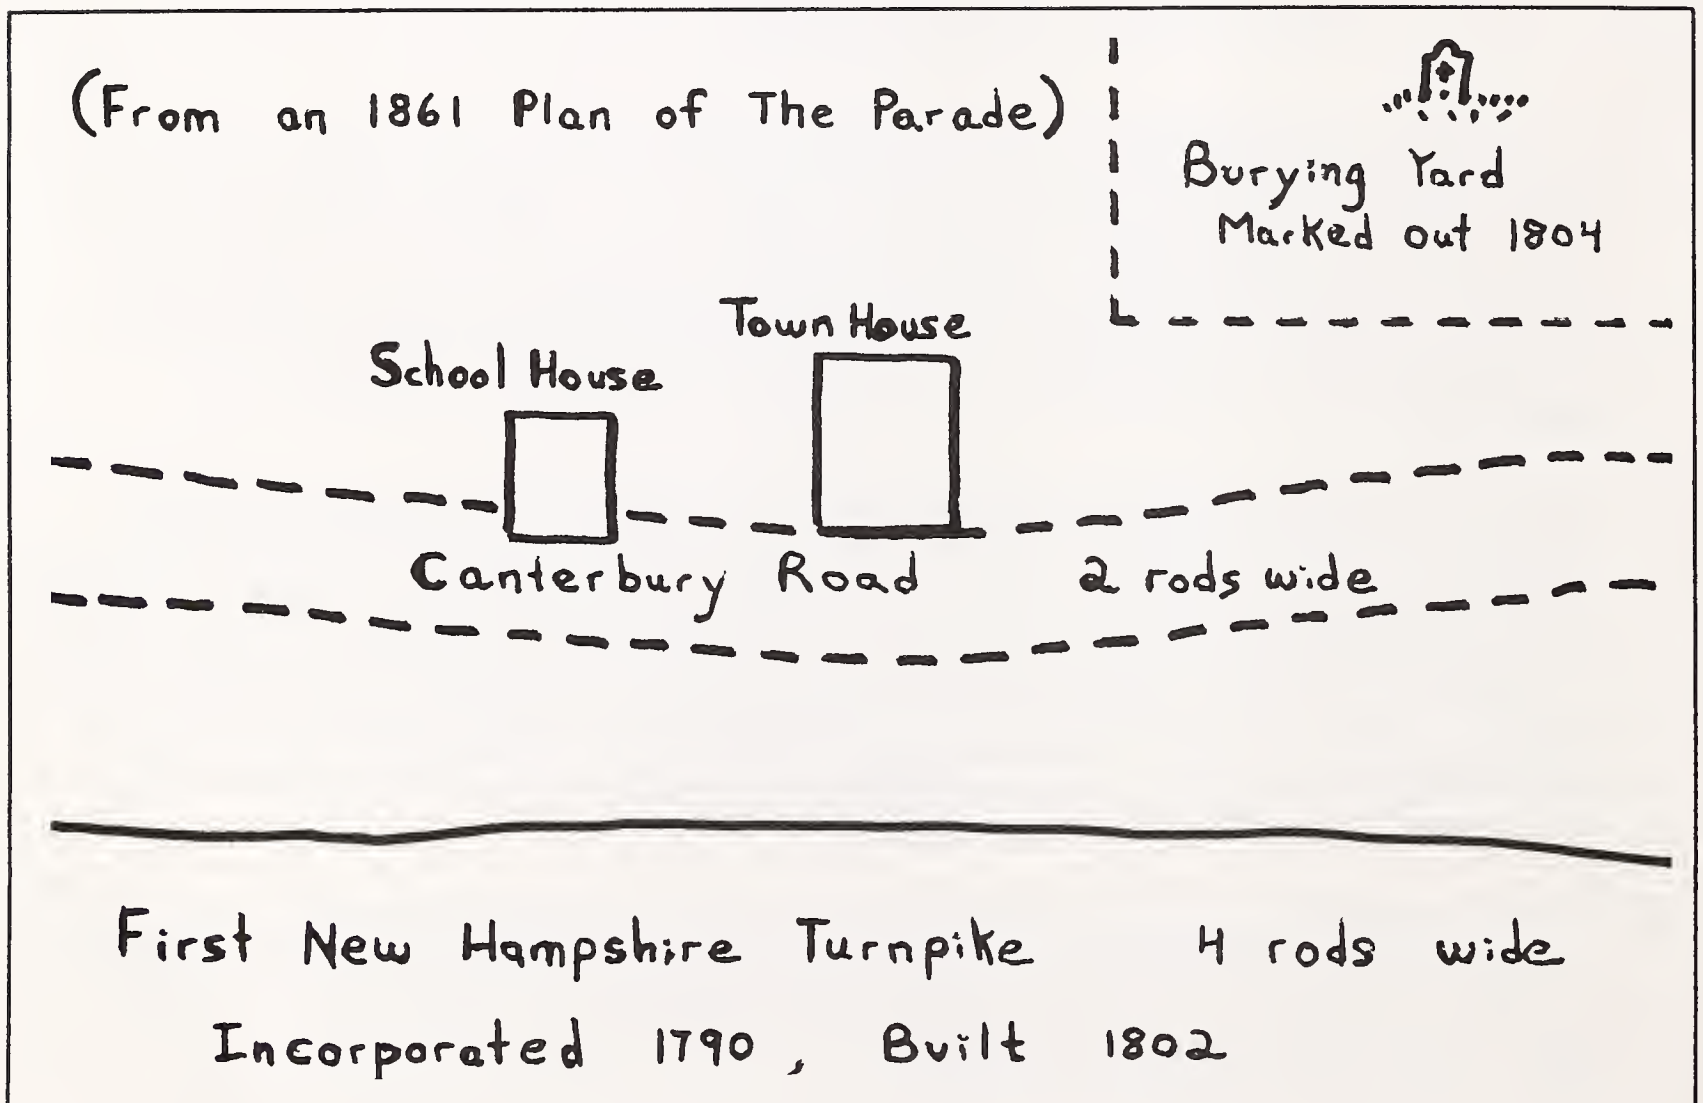 (From an 1861 Plan of The Parade)
Burying Yard
Marked out 1804
Town House
School House
Canterbury Road 2 rods wide
First New Hampshire Turnpike 4 rods wide
Incorporated 1790, Built 1802